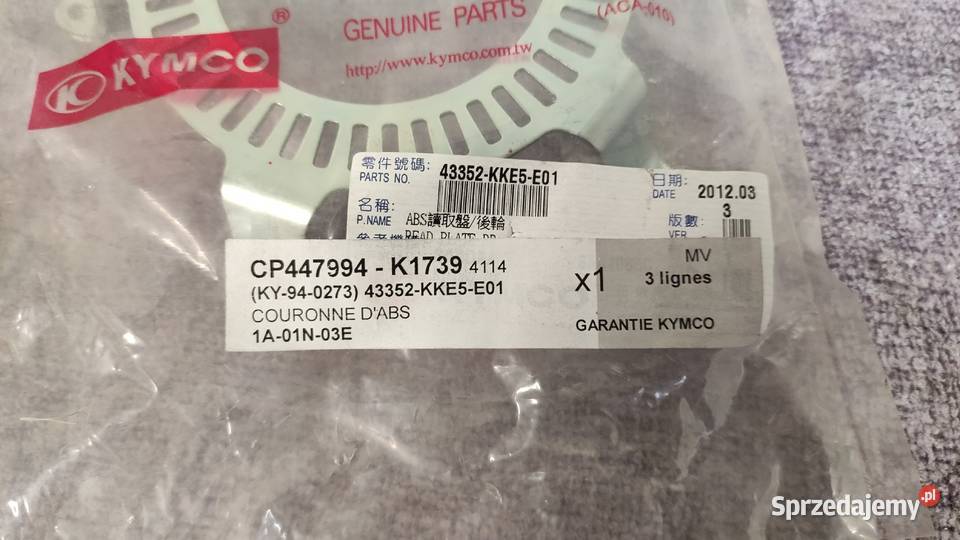 KYMCO ®
GENUINE PARTS
(ACA-010)
http://www.kymco.com.tw
零件號碼:
PARTS NO. 43352-KKE5-E01
日期:
DATE 2012.03
3
名稱:
P.NAME ABS讀取盤/後輪
版數:
VER
READ PLATE RR
CP447994 - K1739 4114
(KY-94-0273) 43352-KKE5-E01
COURONNE D'ABS
1A-01N-03E
x1
MV
3 lignes
GARANTIE KYMCO
Sprzedajemy.pl